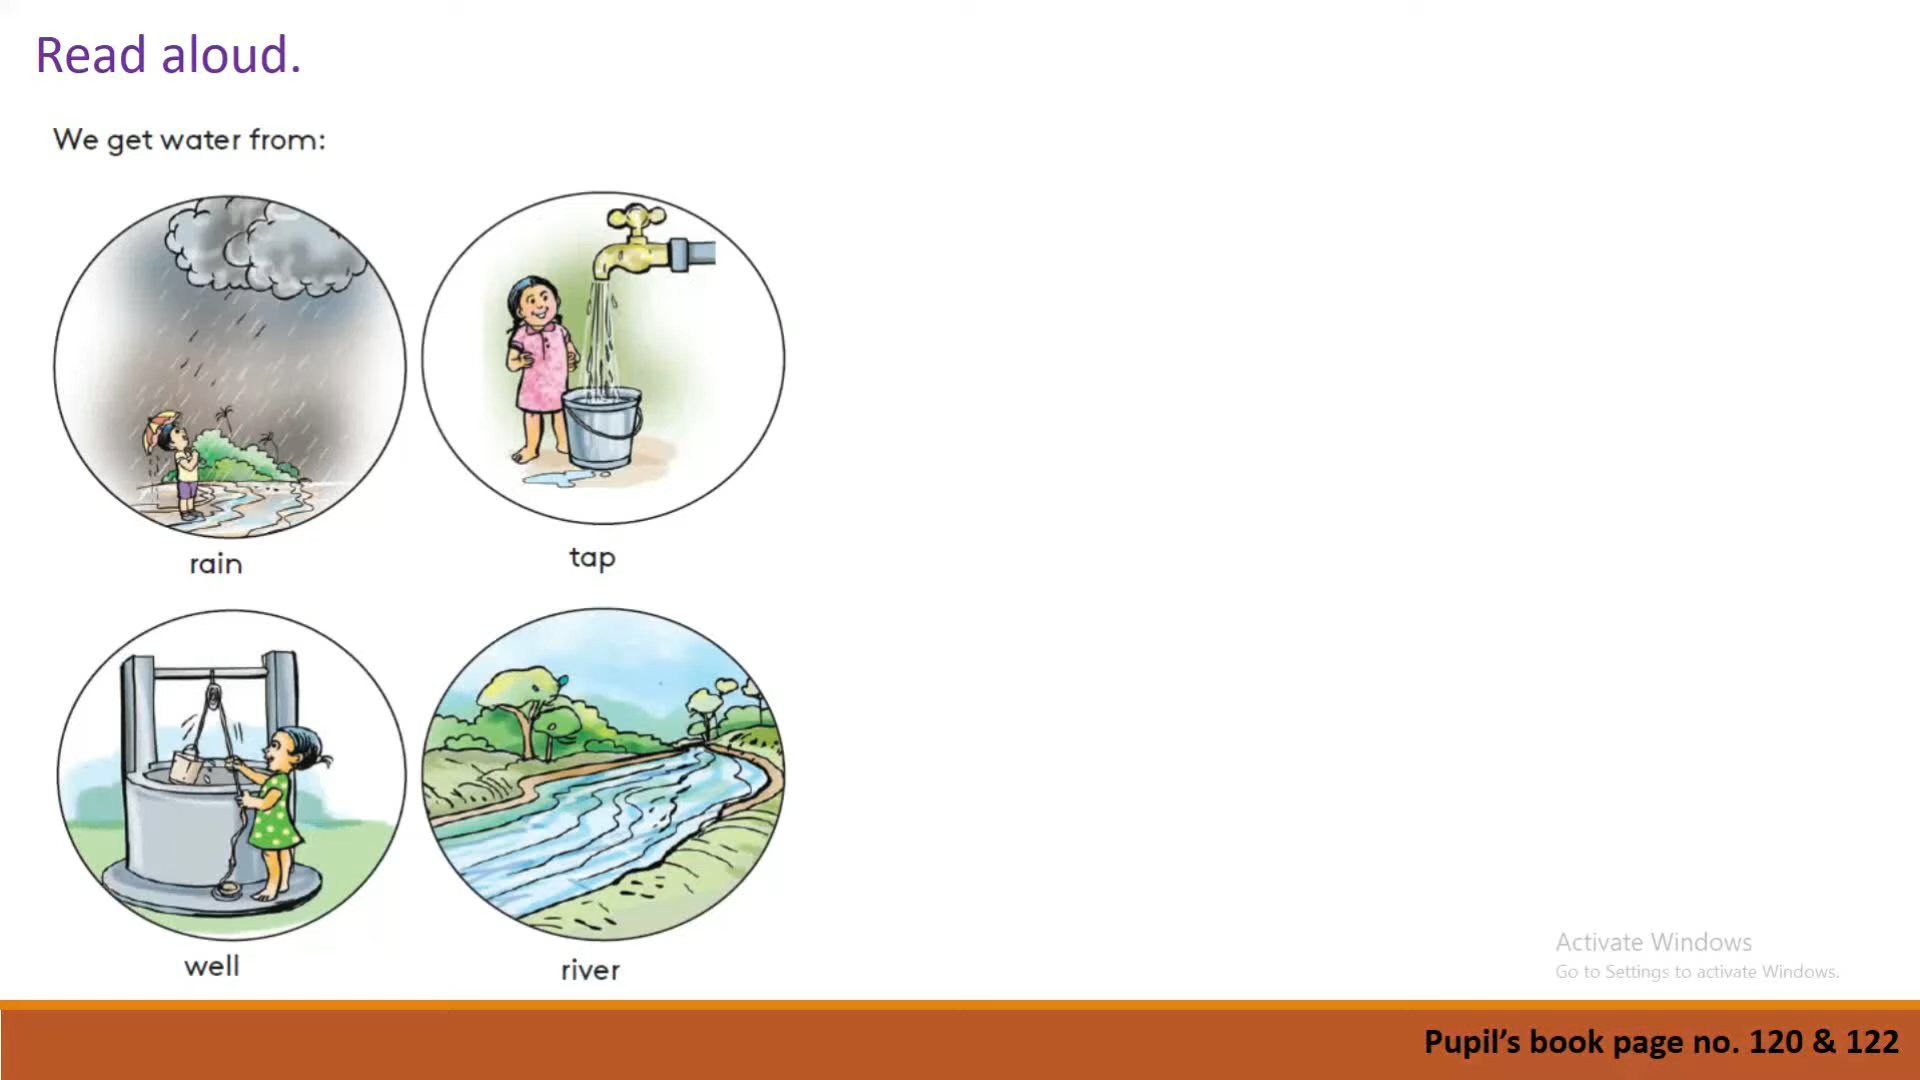 Read aloud.
We get water from:
rain
tap
well
river
Activate Windows
Go to Settings to activate Windows.
Pupil’s book page no. 120 & 122